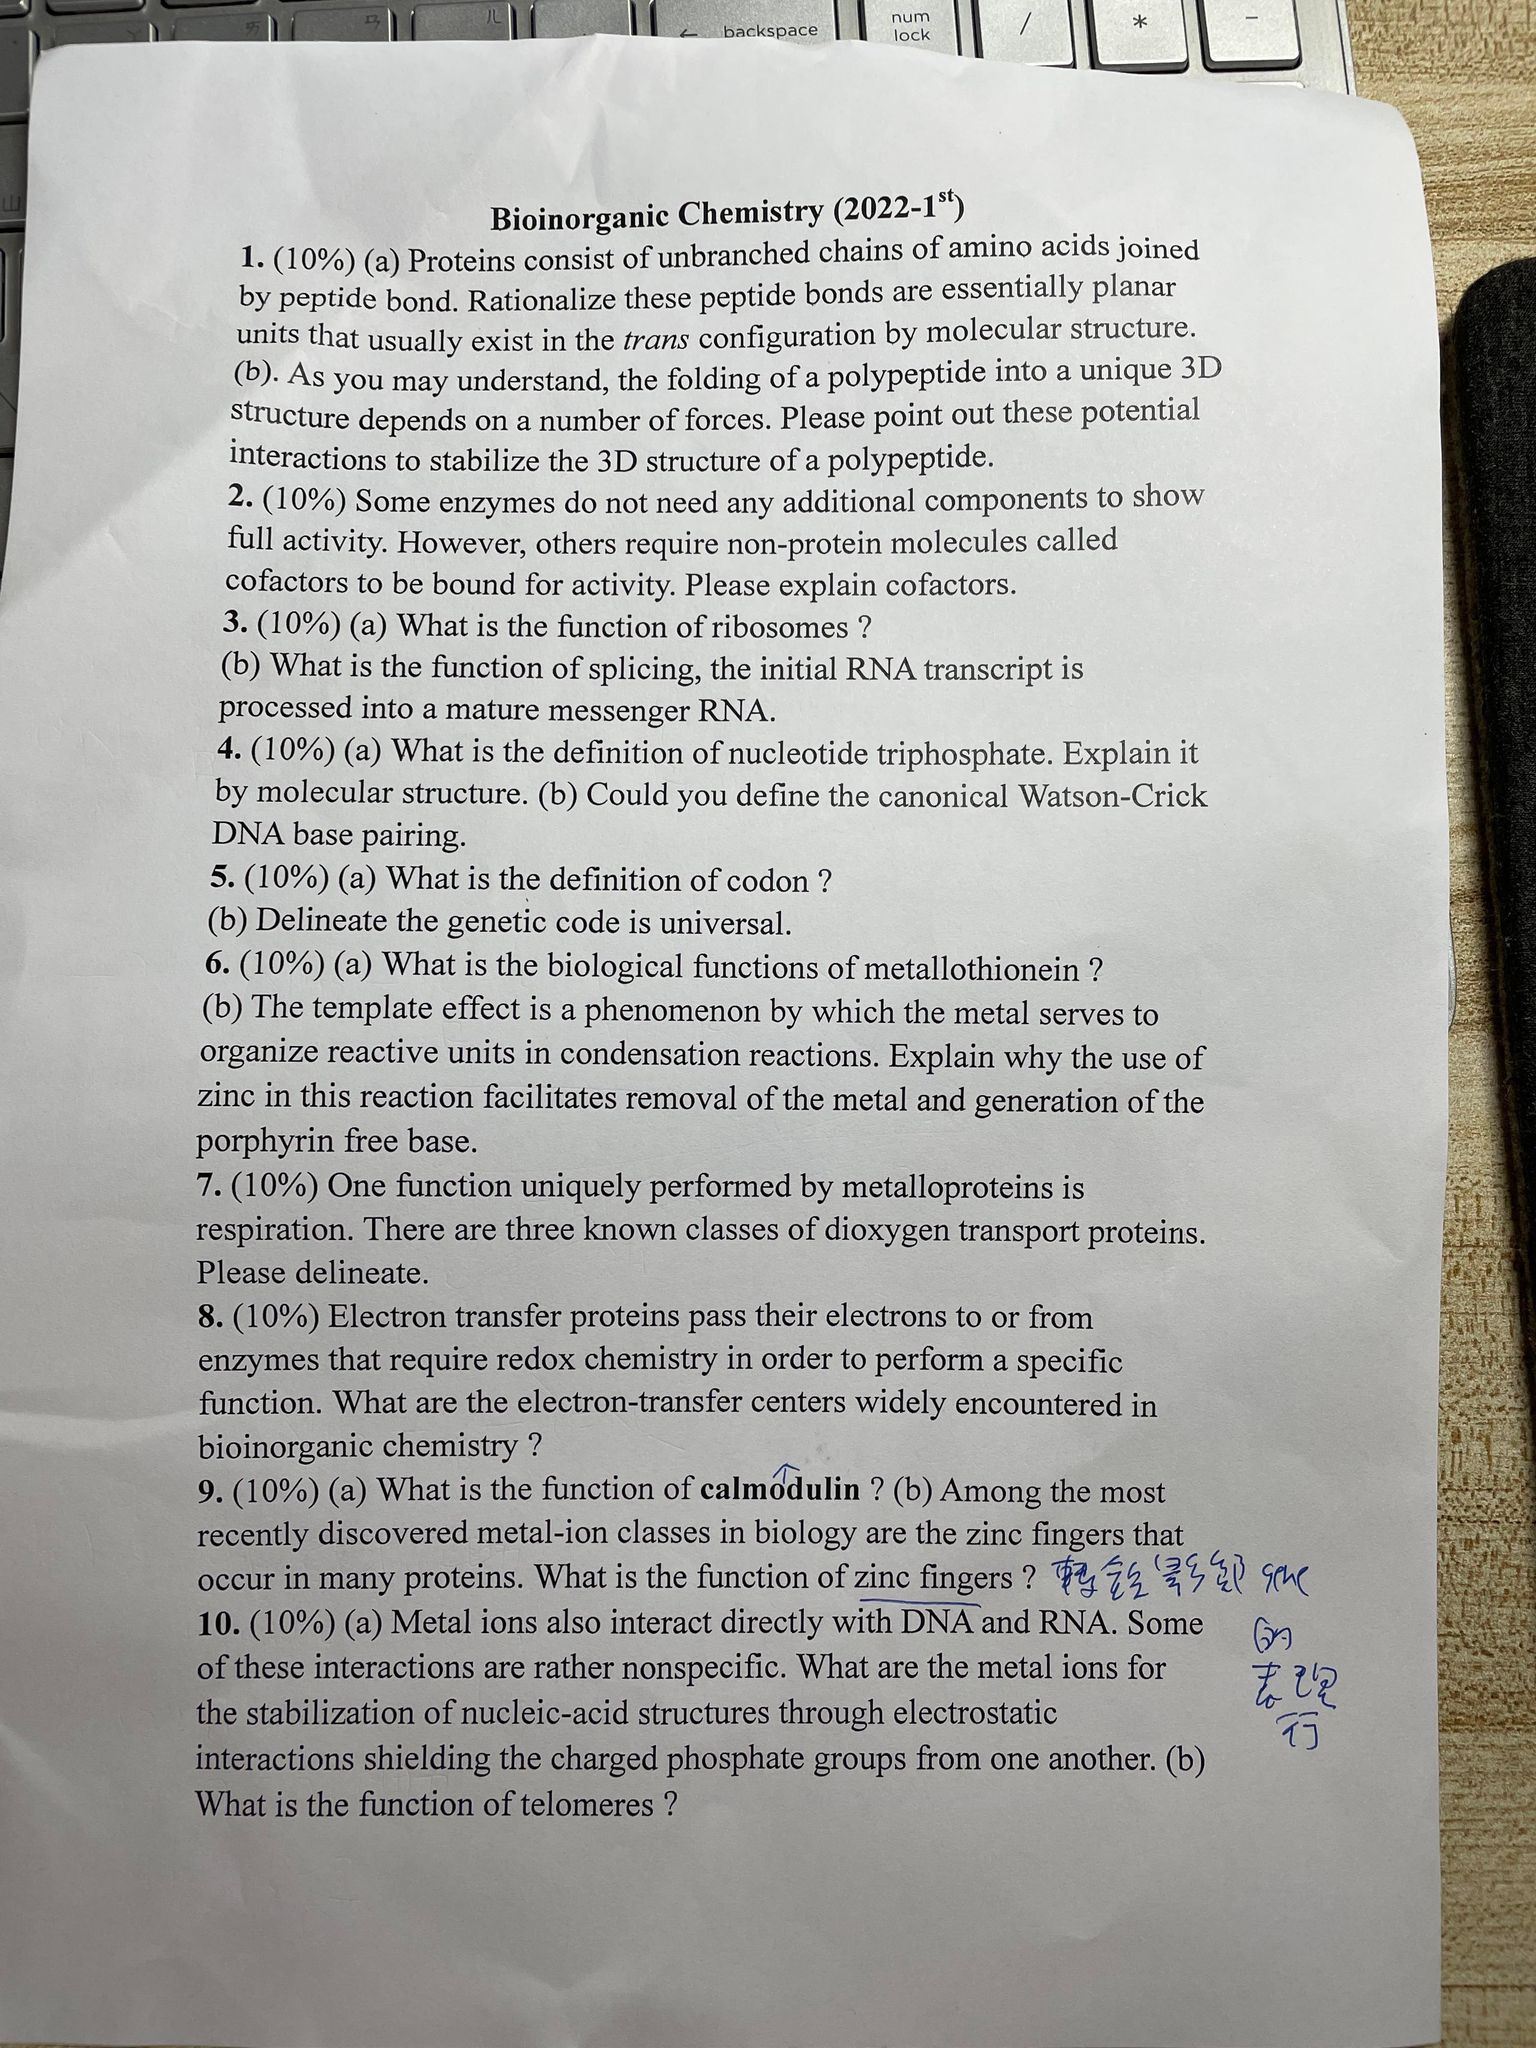 ㄞ
ㄢ
ㄦ
← backspace
num
lock
/
*
-
Bioinorganic Chemistry (2022-1st)
1. (10%) (a) Proteins consist of unbranched chains of amino acids joined
by peptide bond. Rationalize these peptide bonds are essentially planar
units that usually exist in the trans configuration by molecular structure.
(b). As you may understand, the folding of a polypeptide into a unique 3D
structure depends on a number of forces. Please point out these potential
interactions to stabilize the 3D structure of a polypeptide.
2. (10%) Some enzymes do not need any additional components to show
full activity. However, others require non-protein molecules called
cofactors to be bound for activity. Please explain cofactors.
3. (10%) (a) What is the function of ribosomes ?
(b) What is the function of splicing, the initial RNA transcript is
processed into a mature messenger RNA.
4. (10%) (a) What is the definition of nucleotide triphosphate. Explain it
by molecular structure. (b) Could you define the canonical Watson-Crick
DNA base pairing.
5. (10%) (a) What is the definition of codon ?
(b) Delineate the genetic code is universal.
6. (10%) (a) What is the biological functions of metallothionein ?
(b) The template effect is a phenomenon by which the metal serves to
organize reactive units in condensation reactions. Explain why the use of
zinc in this reaction facilitates removal of the metal and generation of the
porphyrin free base.
7. (10%) One function uniquely performed by metalloproteins is
respiration. There are three known classes of dioxygen transport proteins.
Please delineate.
8. (10%) Electron transfer proteins pass their electrons to or from
enzymes that require redox chemistry in order to perform a specific
function. What are the electron-transfer centers widely encountered in
bioinorganic chemistry ?
9. (10%) (a) What is the function of calmodulin ? (b) Among the most
recently discovered metal-ion classes in biology are the zinc fingers that
occur in many proteins. What is the function of zinc fingers ? gene
的
表現
10. (10%) (a) Metal ions also interact directly with DNA and RNA. Some
of these interactions are rather nonspecific. What are the metal ions for
the stabilization of nucleic-acid structures through electrostatic
interactions shielding the charged phosphate groups from one another. (b)
What is the function of telomeres ?